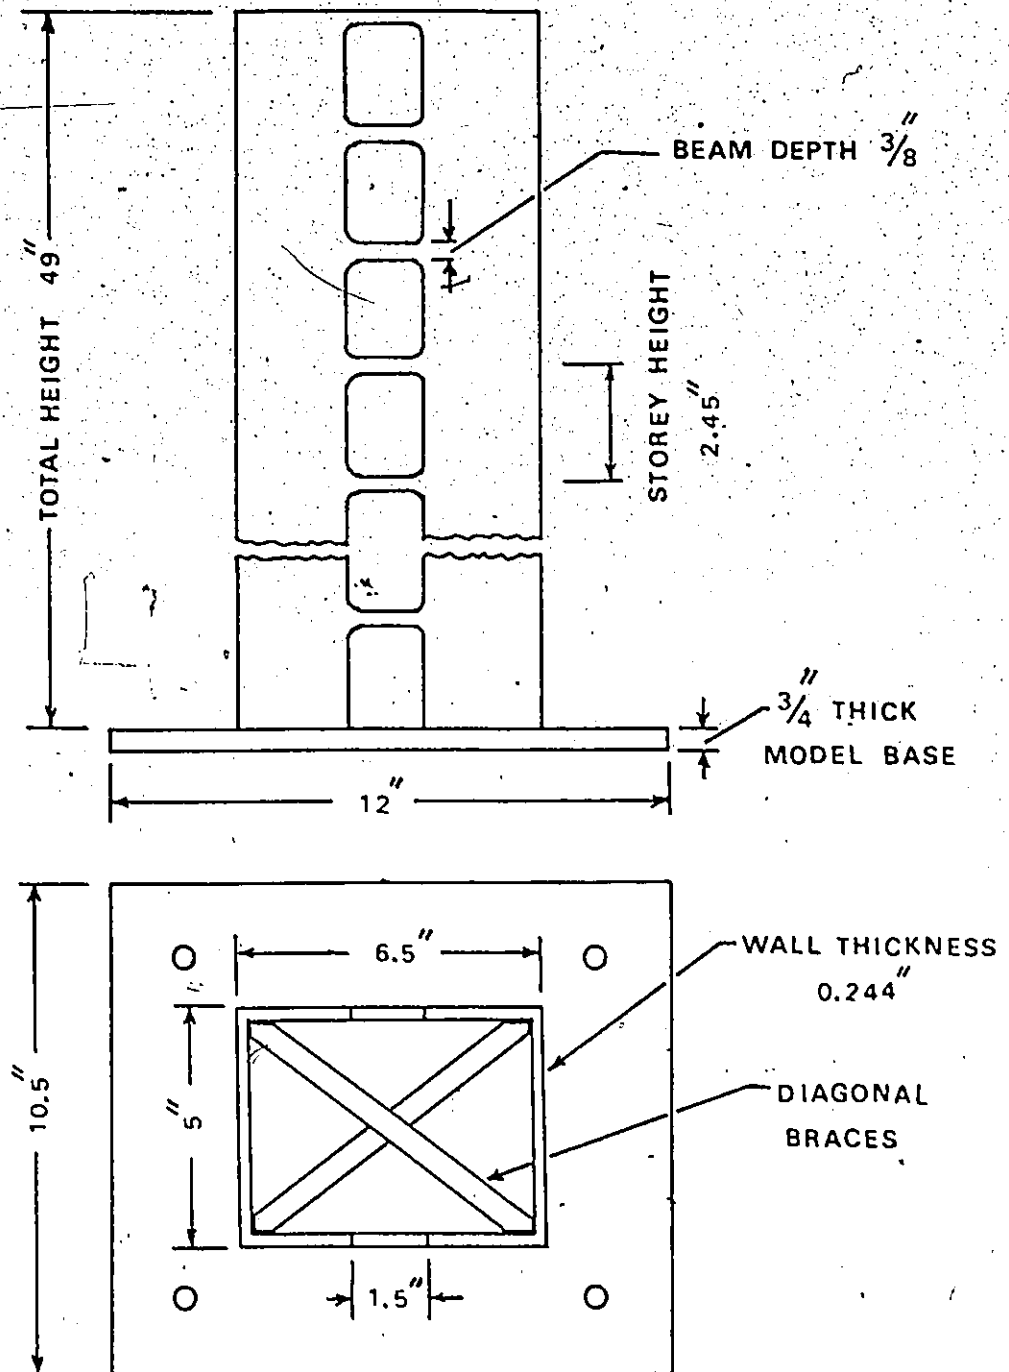 BEAM DEPTH 3/8"
TOTAL HEIGHT 49"
STOREY HEIGHT
2.45"
3/4" THICK
MODEL BASE
12"
6.5"
WALL THICKNESS
0.244"
10.5"
5"
DIAGONAL
BRACES
1.5"